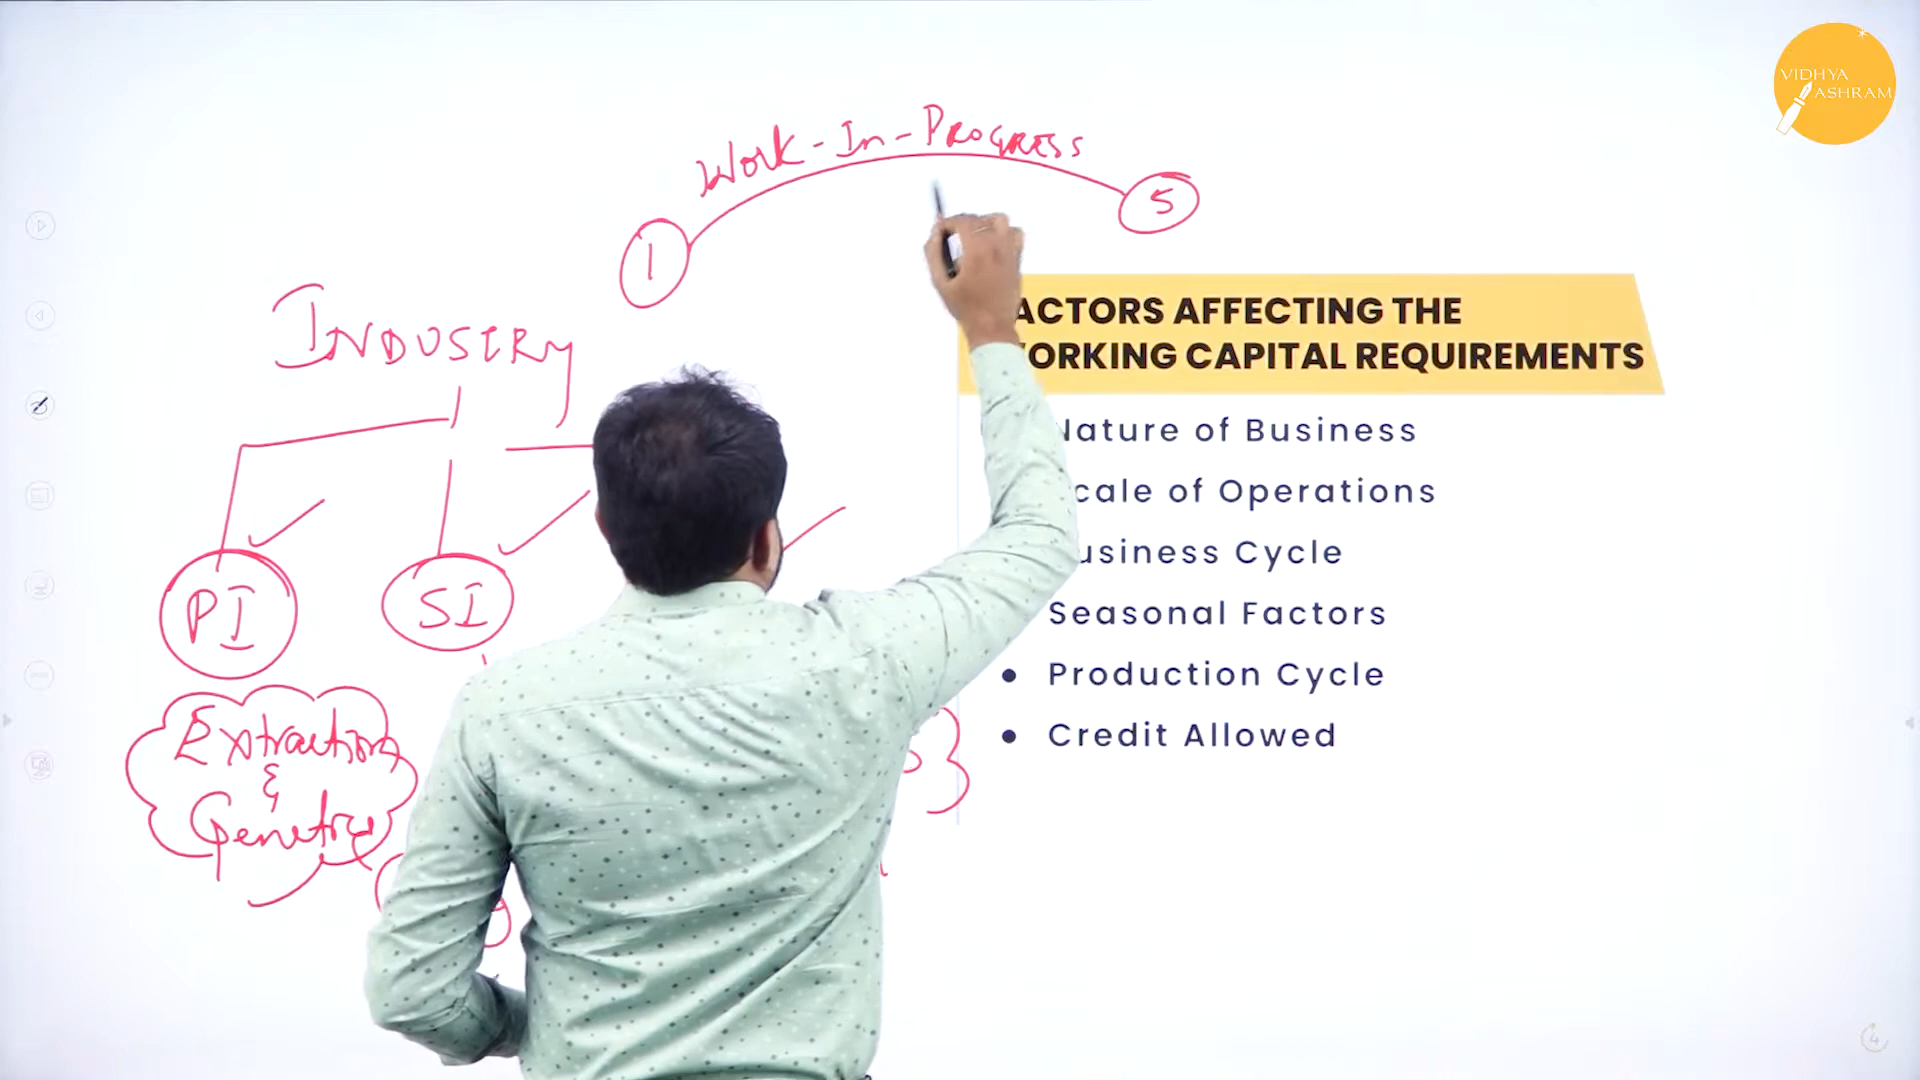 VIDHYA
ASHRAM
Work-In-Progress
1
5
INDUSTRY
ACTORS AFFECTING THE
ORKING CAPITAL REQUIREMENTS
Nature of Business
cale of Operations
usiness Cycle
Seasonal Factors
• Production Cycle
• Credit Allowed
PI
SI
Extraction
&
Genetic
4